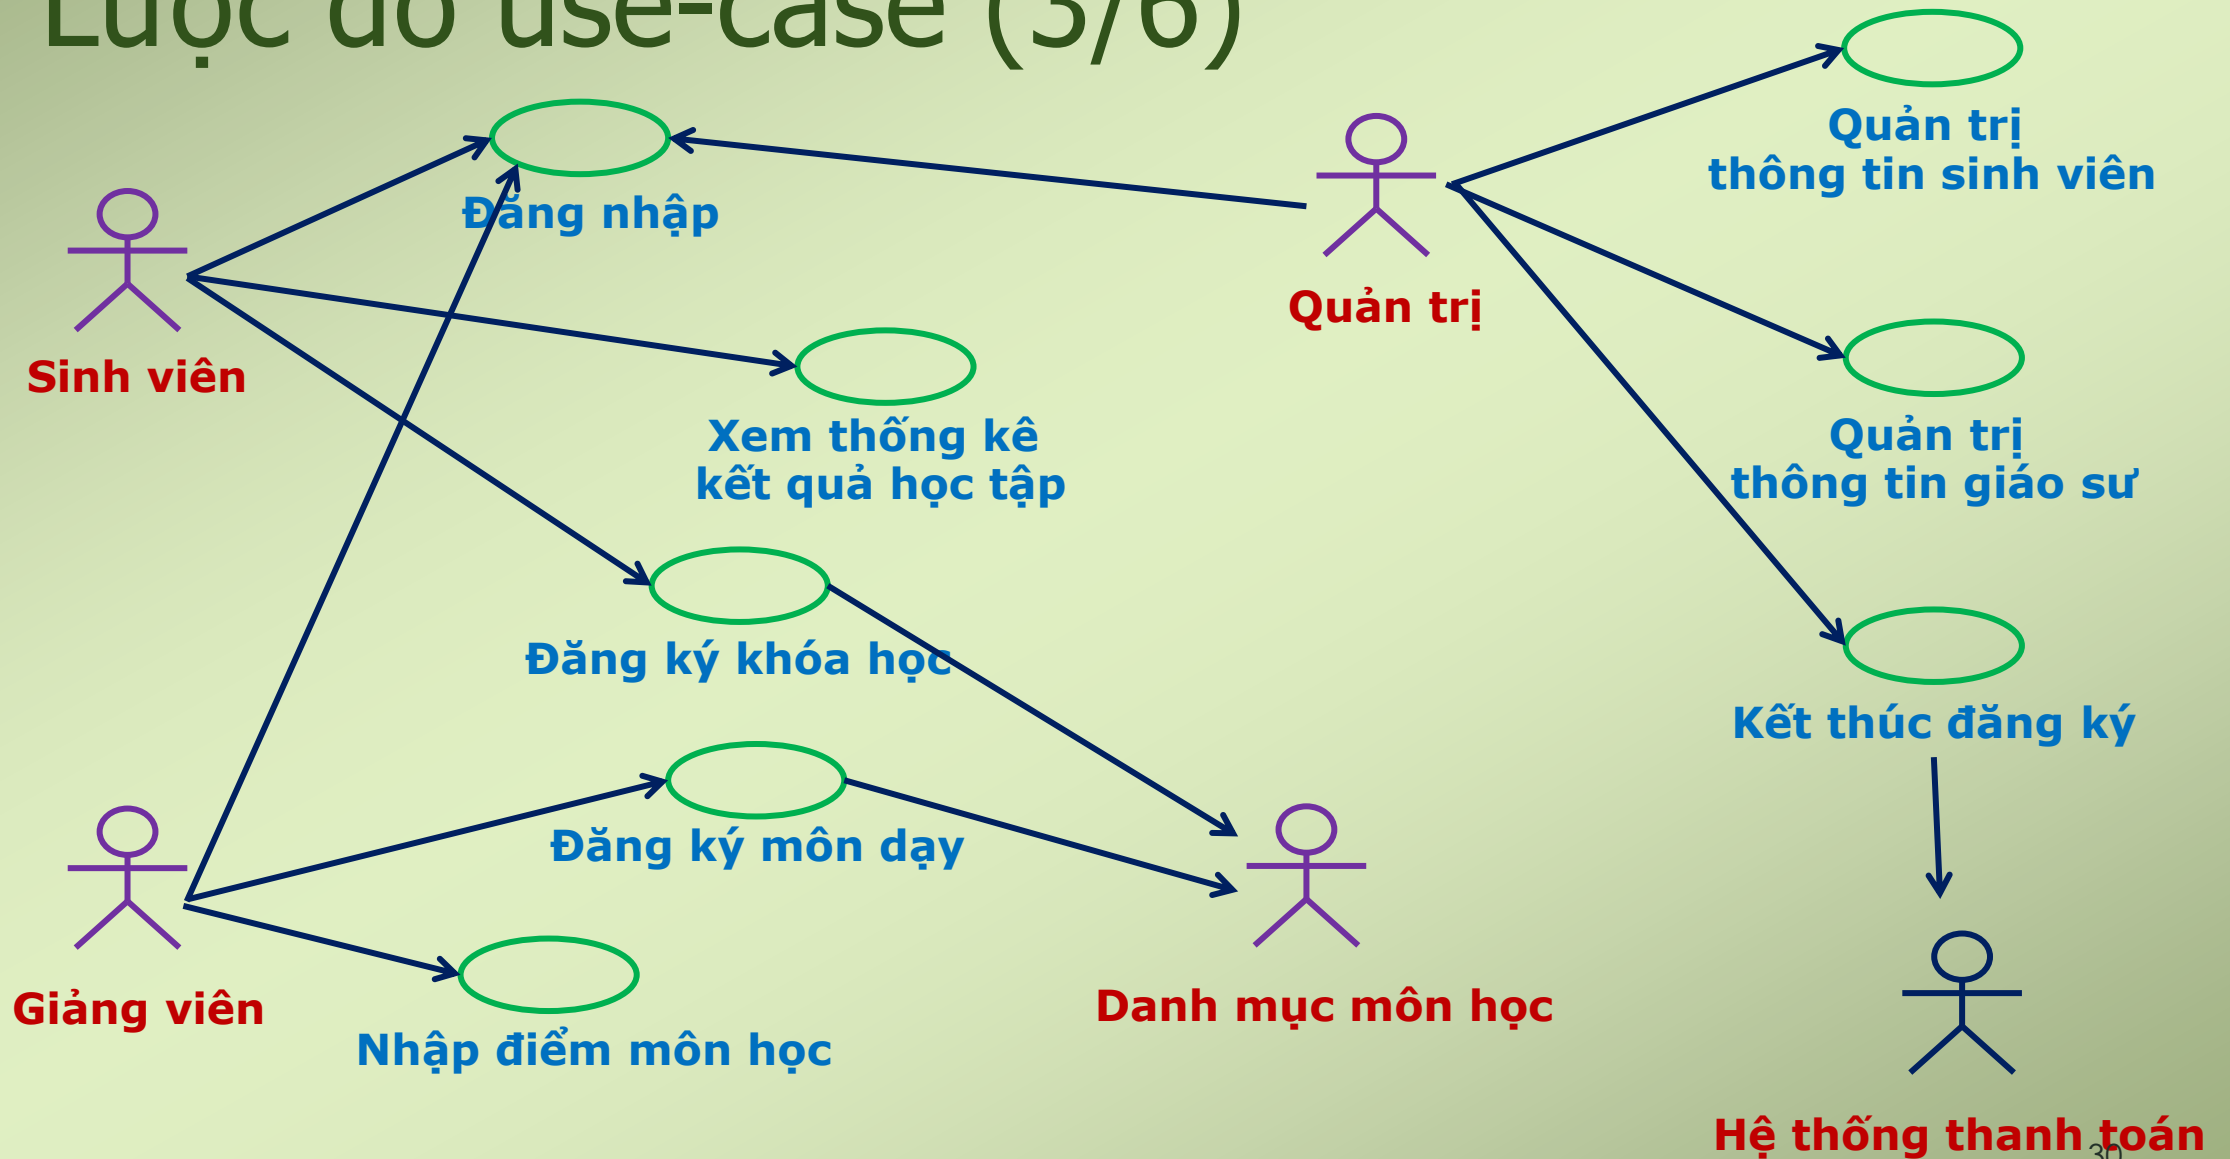 Lược đồ use-case (3/6)
Đăng nhập
Sinh viên
Xem thống kê
kết quả học tập
Đăng ký khóa học
Đăng ký môn dạy
Giảng viên
Nhập điểm môn học
Danh mục môn học
Quản trị
Quản trị
thông tin sinh viên
Quản trị
thông tin giáo sư
Kết thúc đăng ký
Hệ thống thanh toán
30